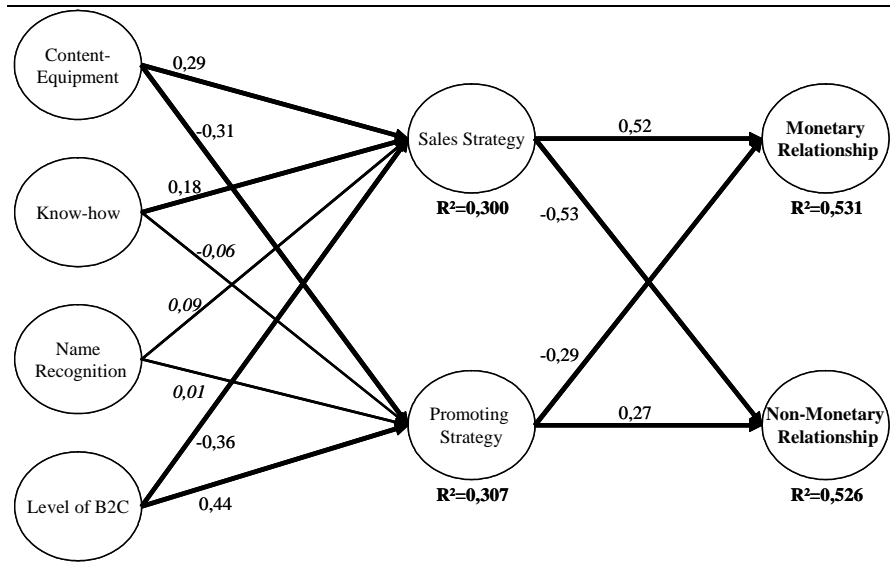 Content-
Equipment
0,29
-0,31
Sales Strategy
0,52
Monetary
Relationship
Know-how
0,18
R²=0,300
-0,53
R²=0,531
-0,06
0,09
Name
Recognition
0,01
-0,29
Promoting
Strategy
0,27
Non-Monetary
Relationship
-0,36
R²=0,307
R²=0,526
Level of B2C
0,44